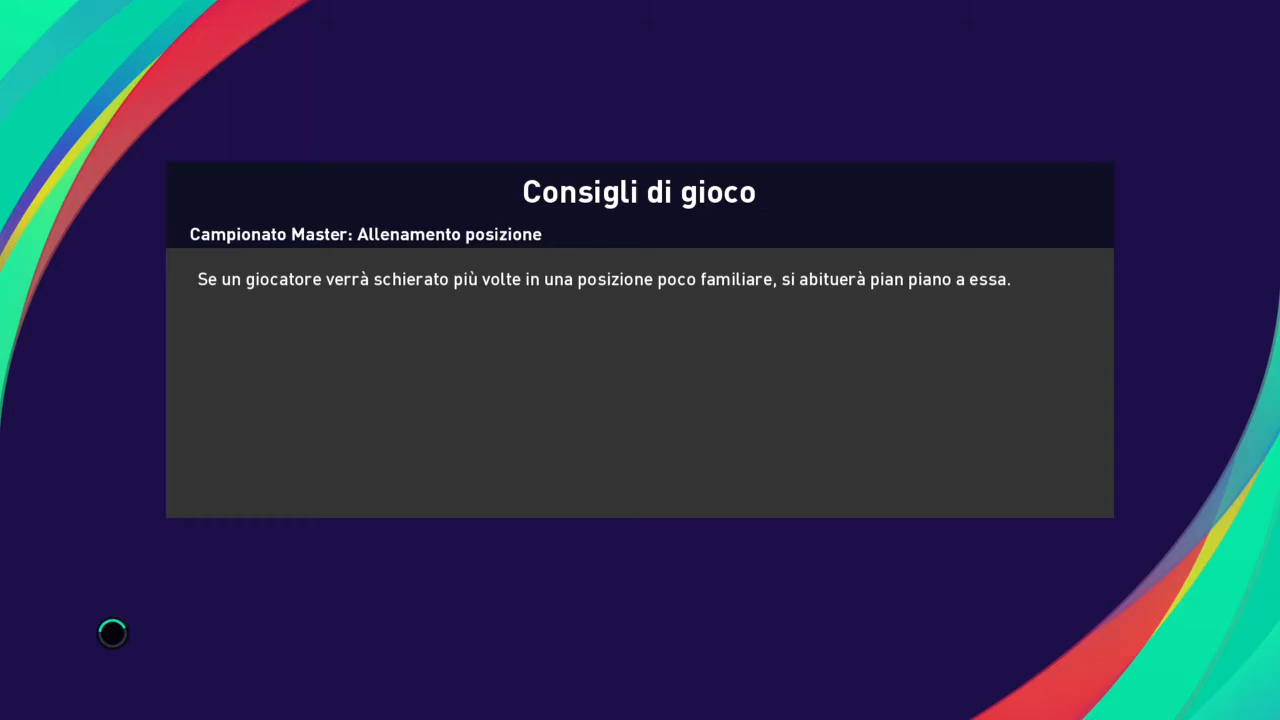 Consigli di gioco
Campionato Master: Allenamento posizione
Se un giocatore verrà schierato più volte in una posizione poco familiare, si abituerà pian piano a essa.